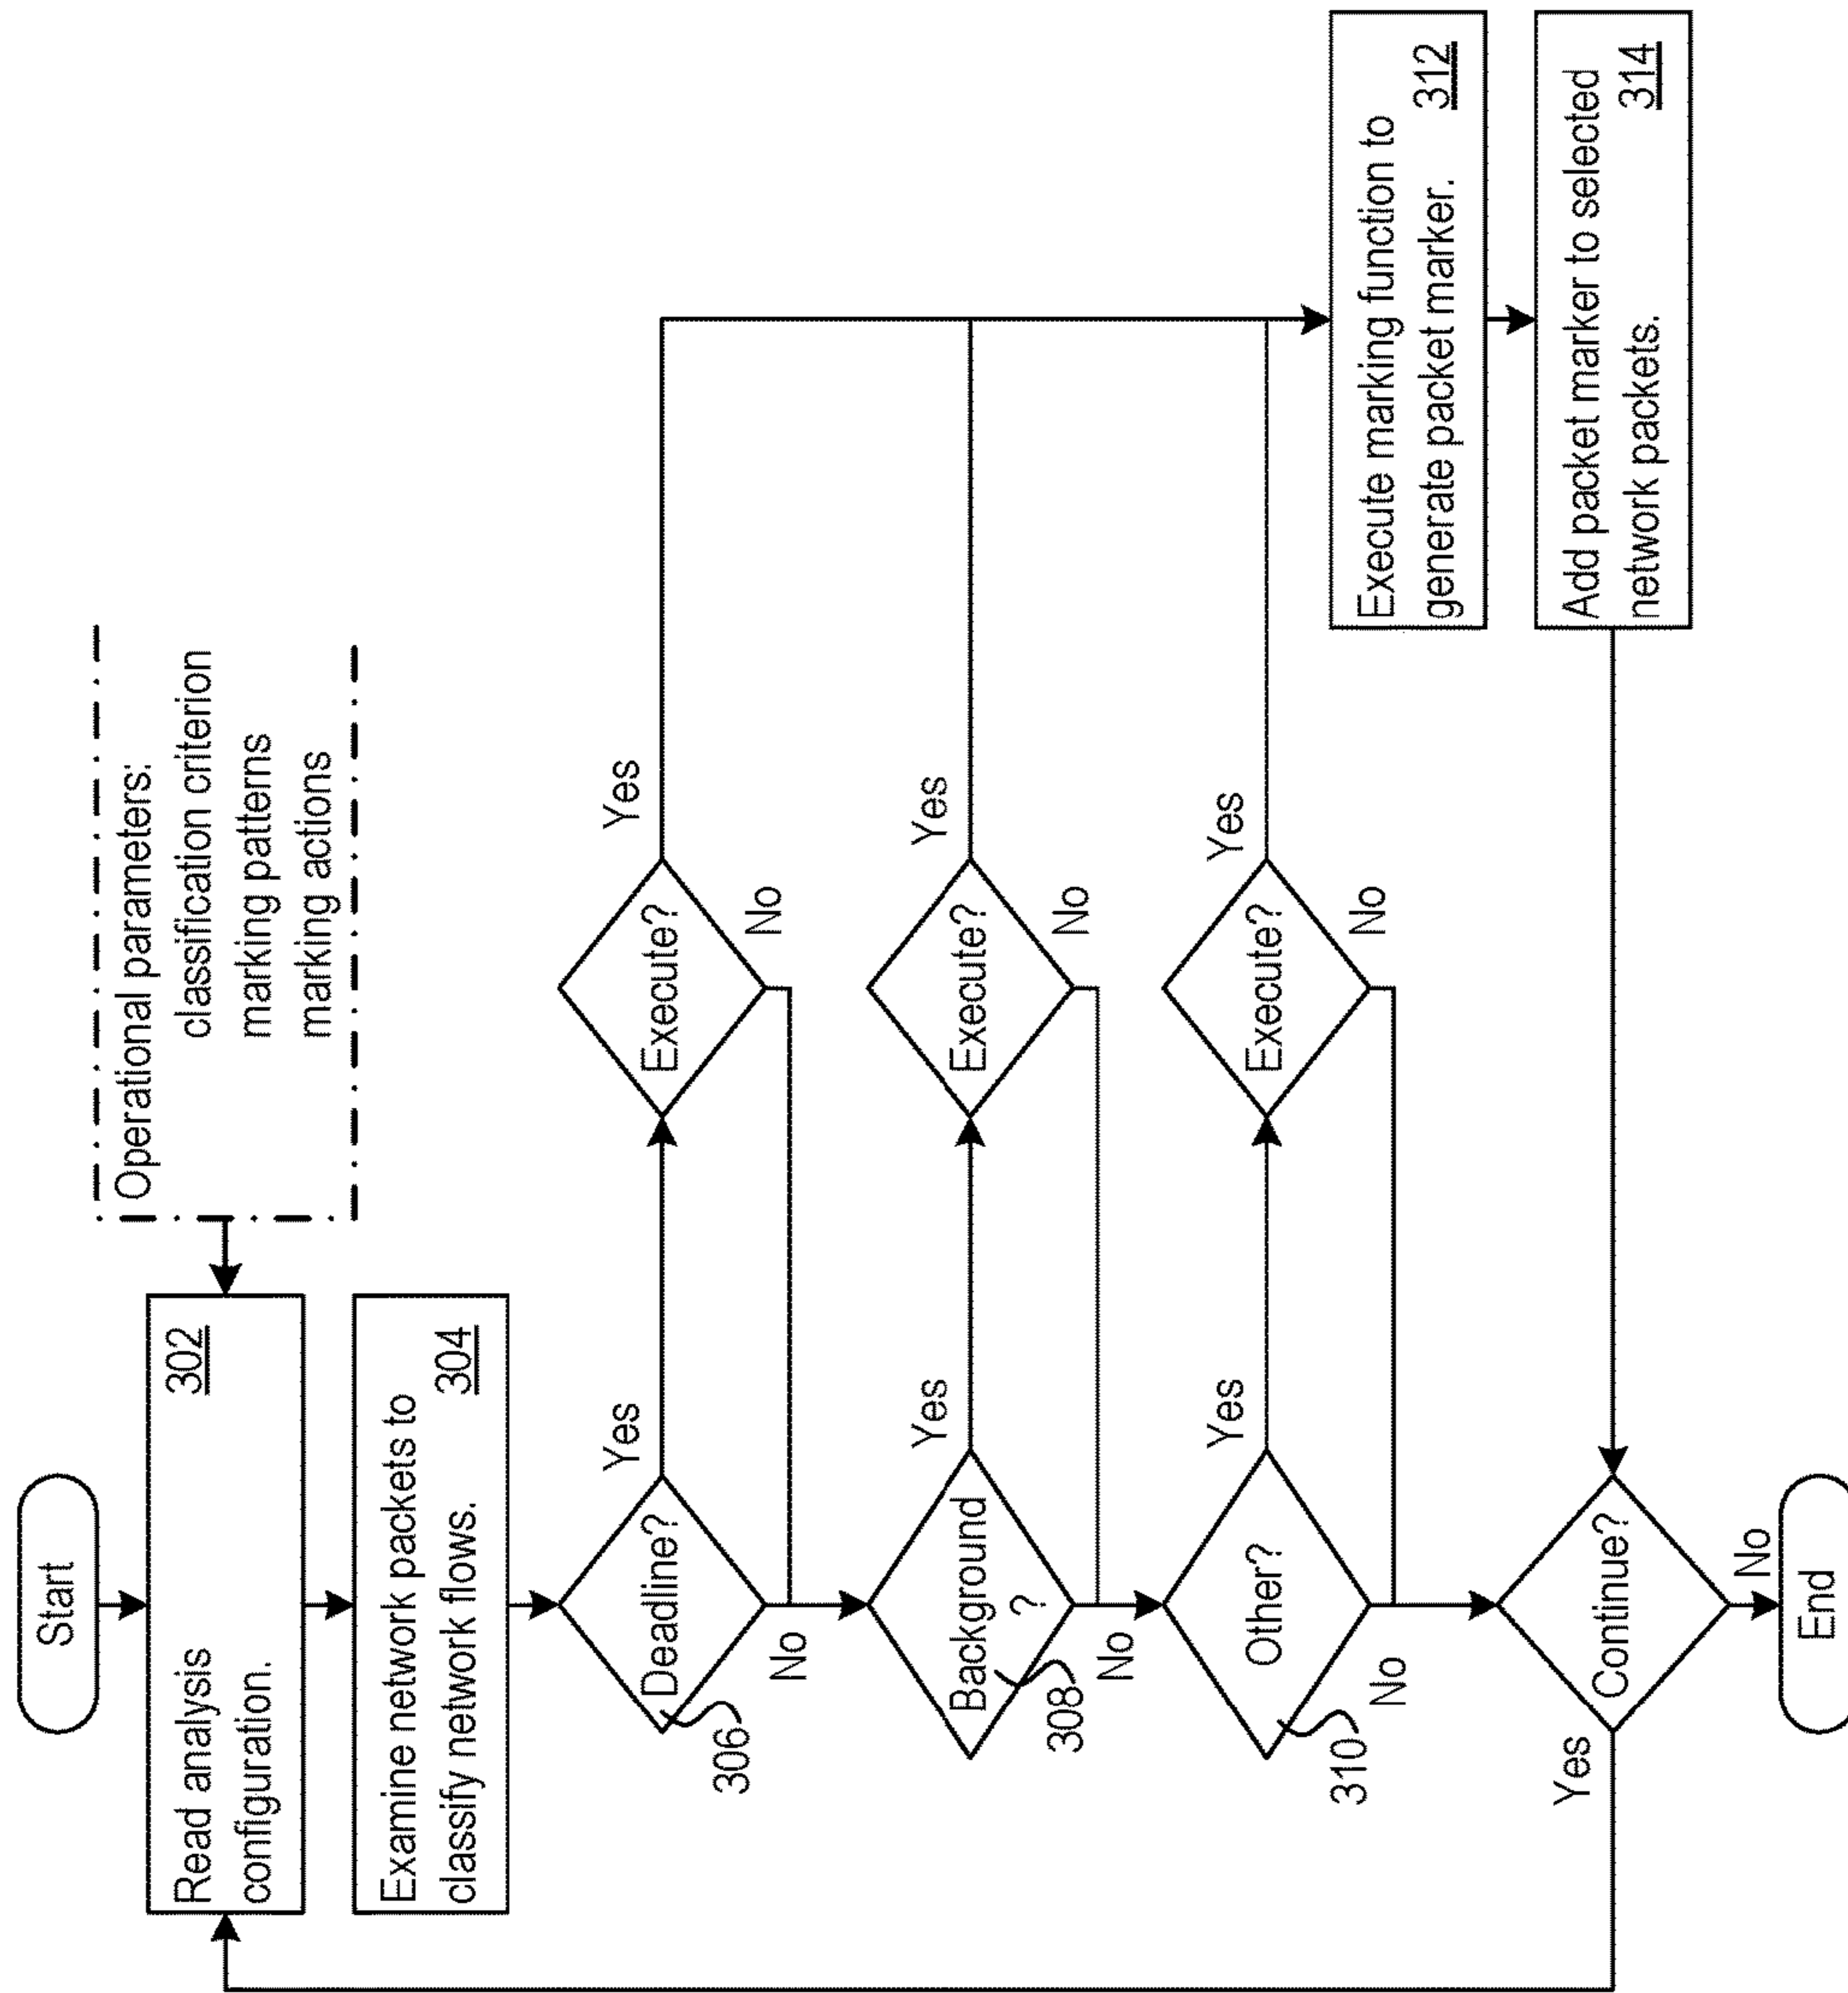 Start
Operational parameters:
classification criterion
marking patterns
marking actions
Read analysis
configuration.
302
Examine network packets to
classify network flows.
304
Deadline?
306
Yes
No
Execute?
Yes
No
Background
?
308
Yes
No
Execute?
Yes
No
Other?
310
Yes
No
Execute?
Yes
No
Execute marking function to
generate packet marker.
312
Add packet marker to selected
network packets.
314
Continue?
Yes
No
End